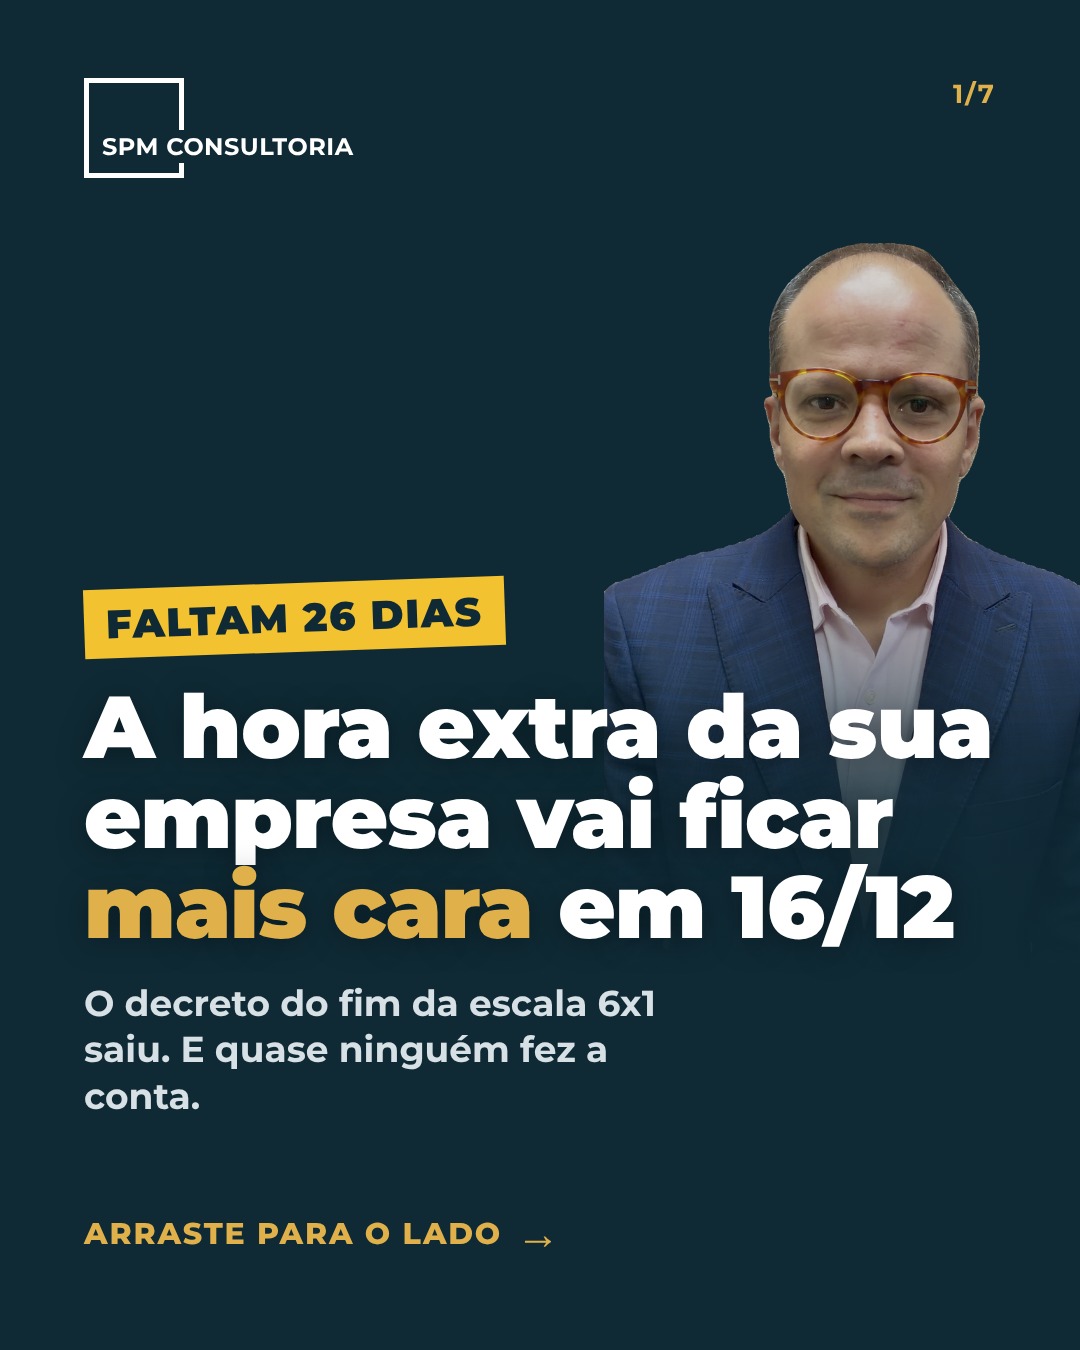 SPM CONSULTORIA
1/7
FALTAM 26 DIAS
A hora extra da sua
empresa vai ficar
mais cara em 16/12
O decreto do fim da escala 6x1
saiu. E quase ninguém fez a
conta.
ARRASTE PARA O LADO →